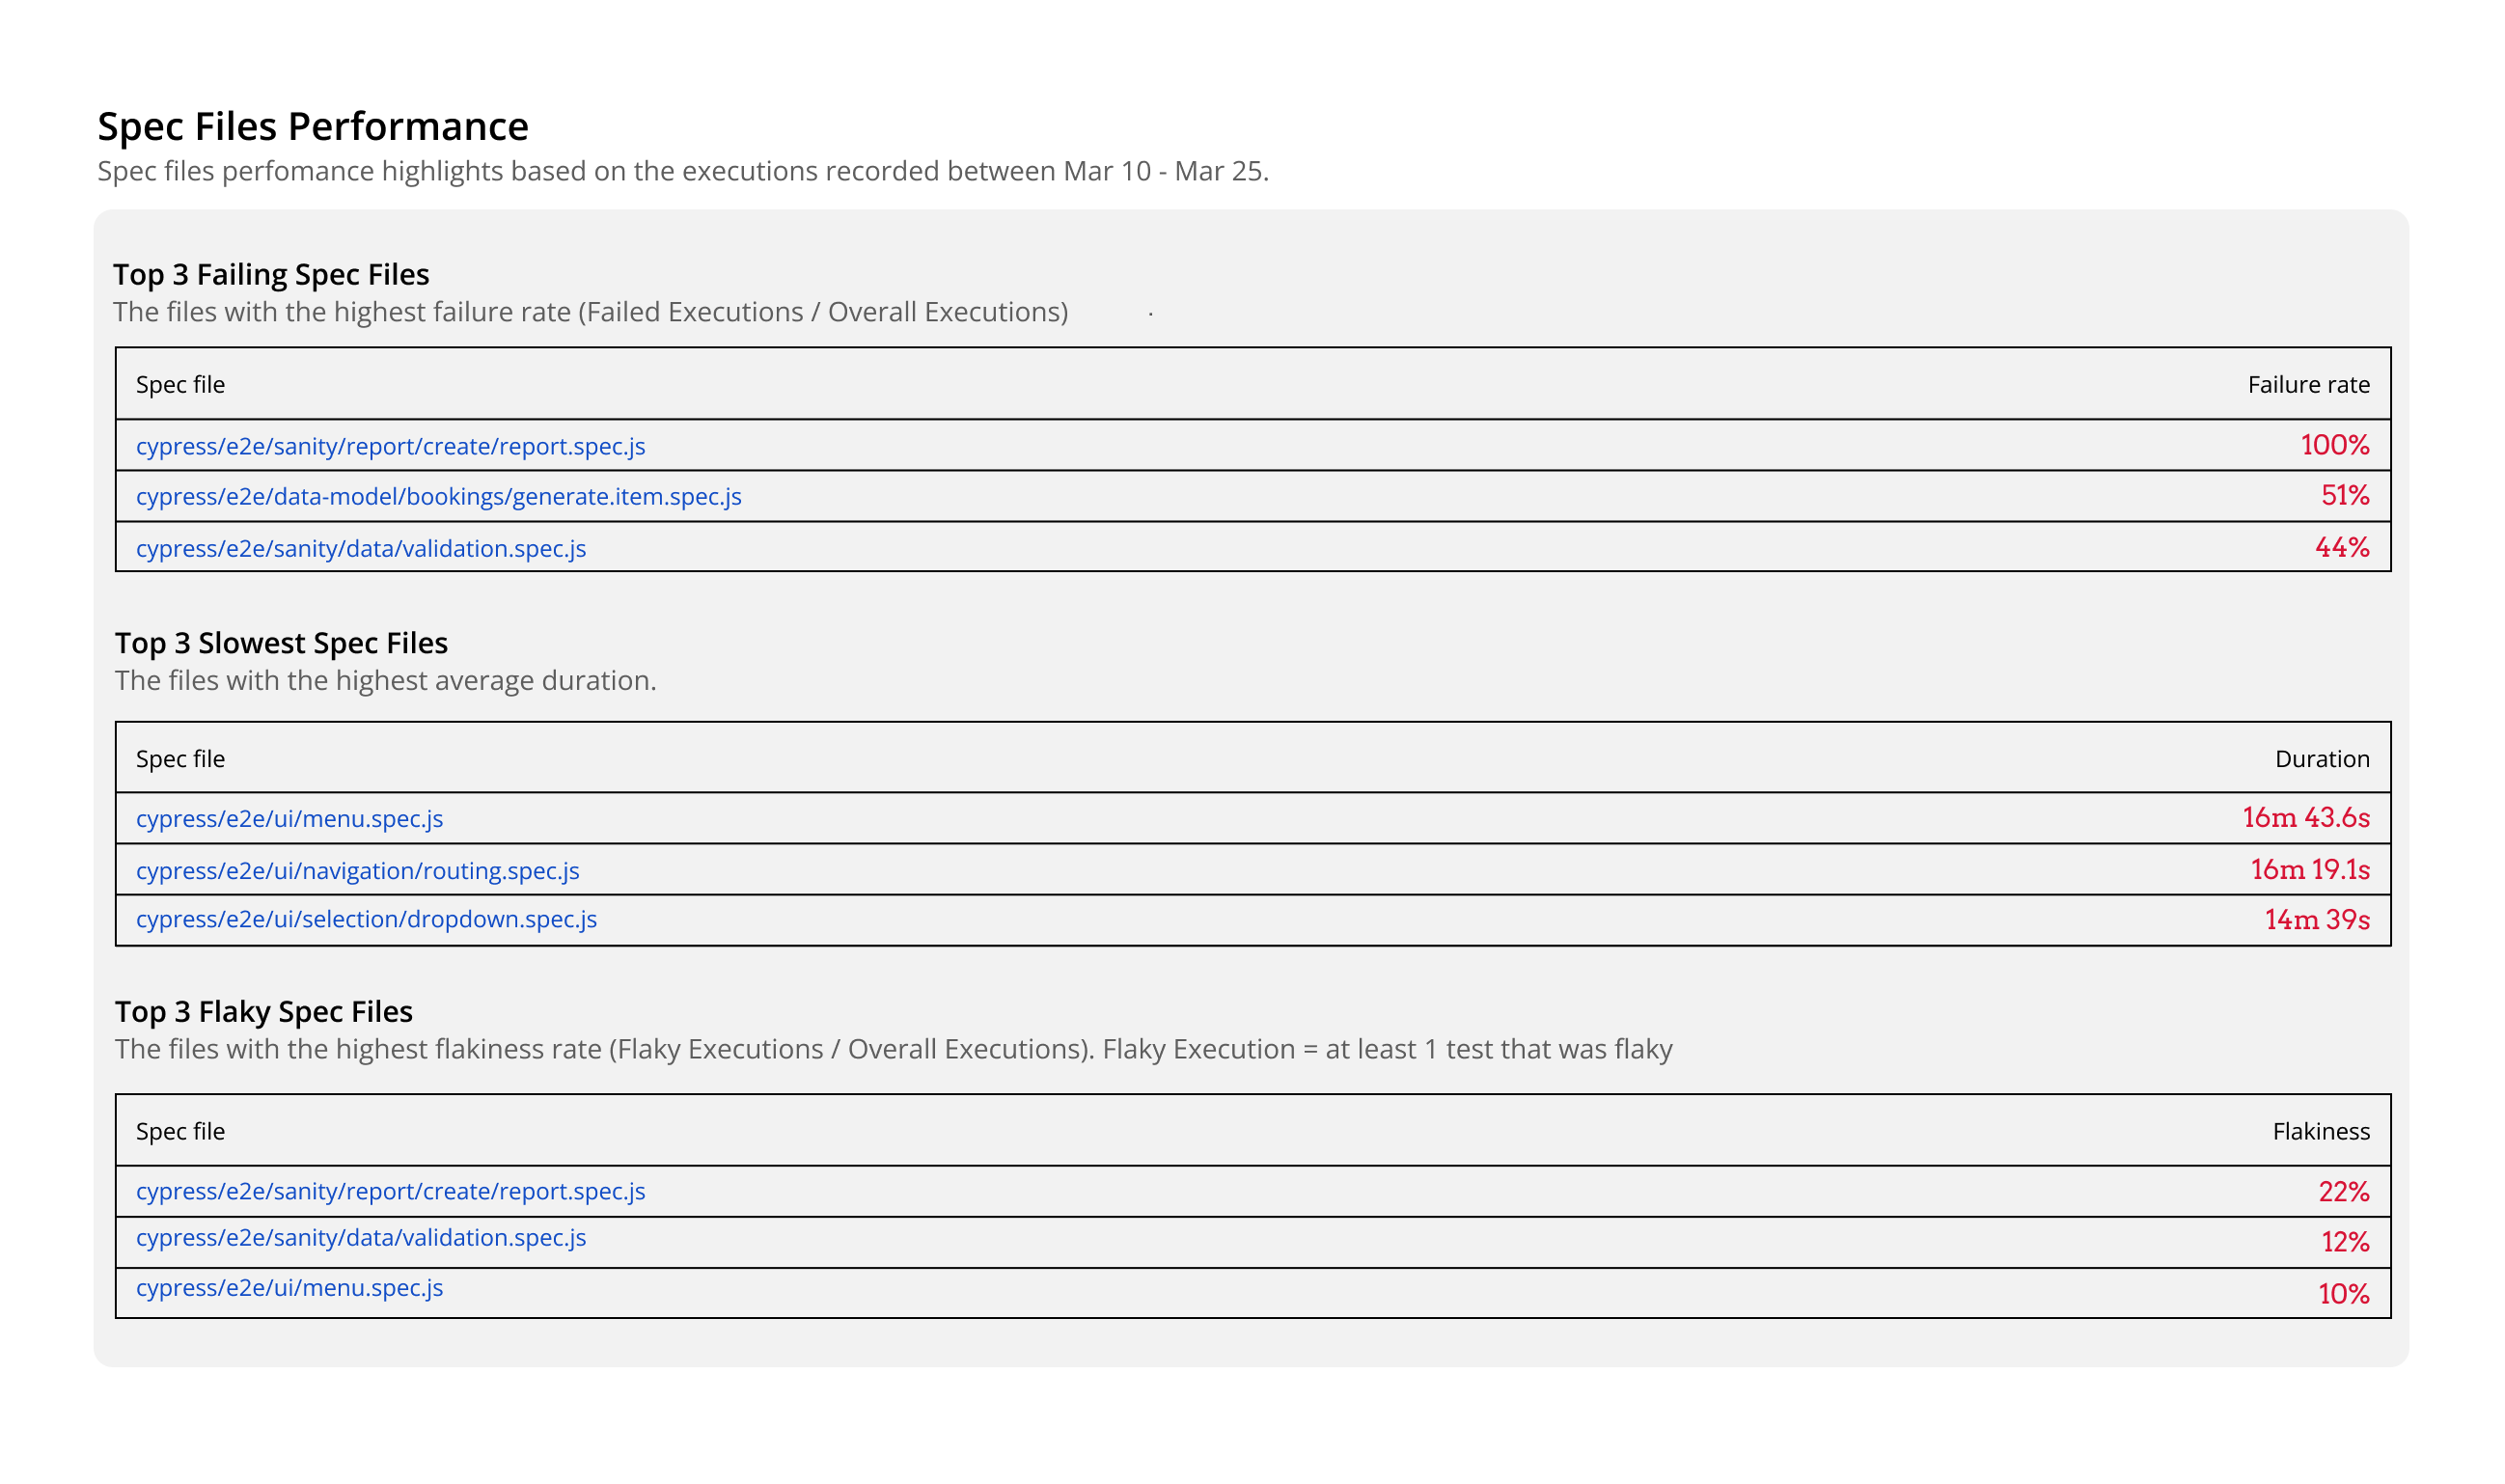 Spec Files Performance
Spec files perfomance highlights based on the executions recorded between Mar 10 - Mar 25.
Top 3 Failing Spec Files
The files with the highest failure rate (Failed Executions / Overall Executions) .
Spec file Failure rate
cypress/e2e/sanity/report/create/report.spec.js 100%
cypress/e2e/data-model/bookings/generate.item.spec.js 51%
cypress/e2e/sanity/data/validation.spec.js 44%
Top 3 Slowest Spec Files
The files with the highest average duration.
Spec file Duration
cypress/e2e/ui/menu.spec.js 16m 43.6s
cypress/e2e/ui/navigation/routing.spec.js 16m 19.1s
cypress/e2e/ui/selection/dropdown.spec.js 14m 39s
Top 3 Flaky Spec Files
The files with the highest flakiness rate (Flaky Executions / Overall Executions). Flaky Execution = at least 1 test that was flaky
Spec file Flakiness
cypress/e2e/sanity/report/create/report.spec.js 22%
cypress/e2e/sanity/data/validation.spec.js 12%
cypress/e2e/ui/menu.spec.js 10%